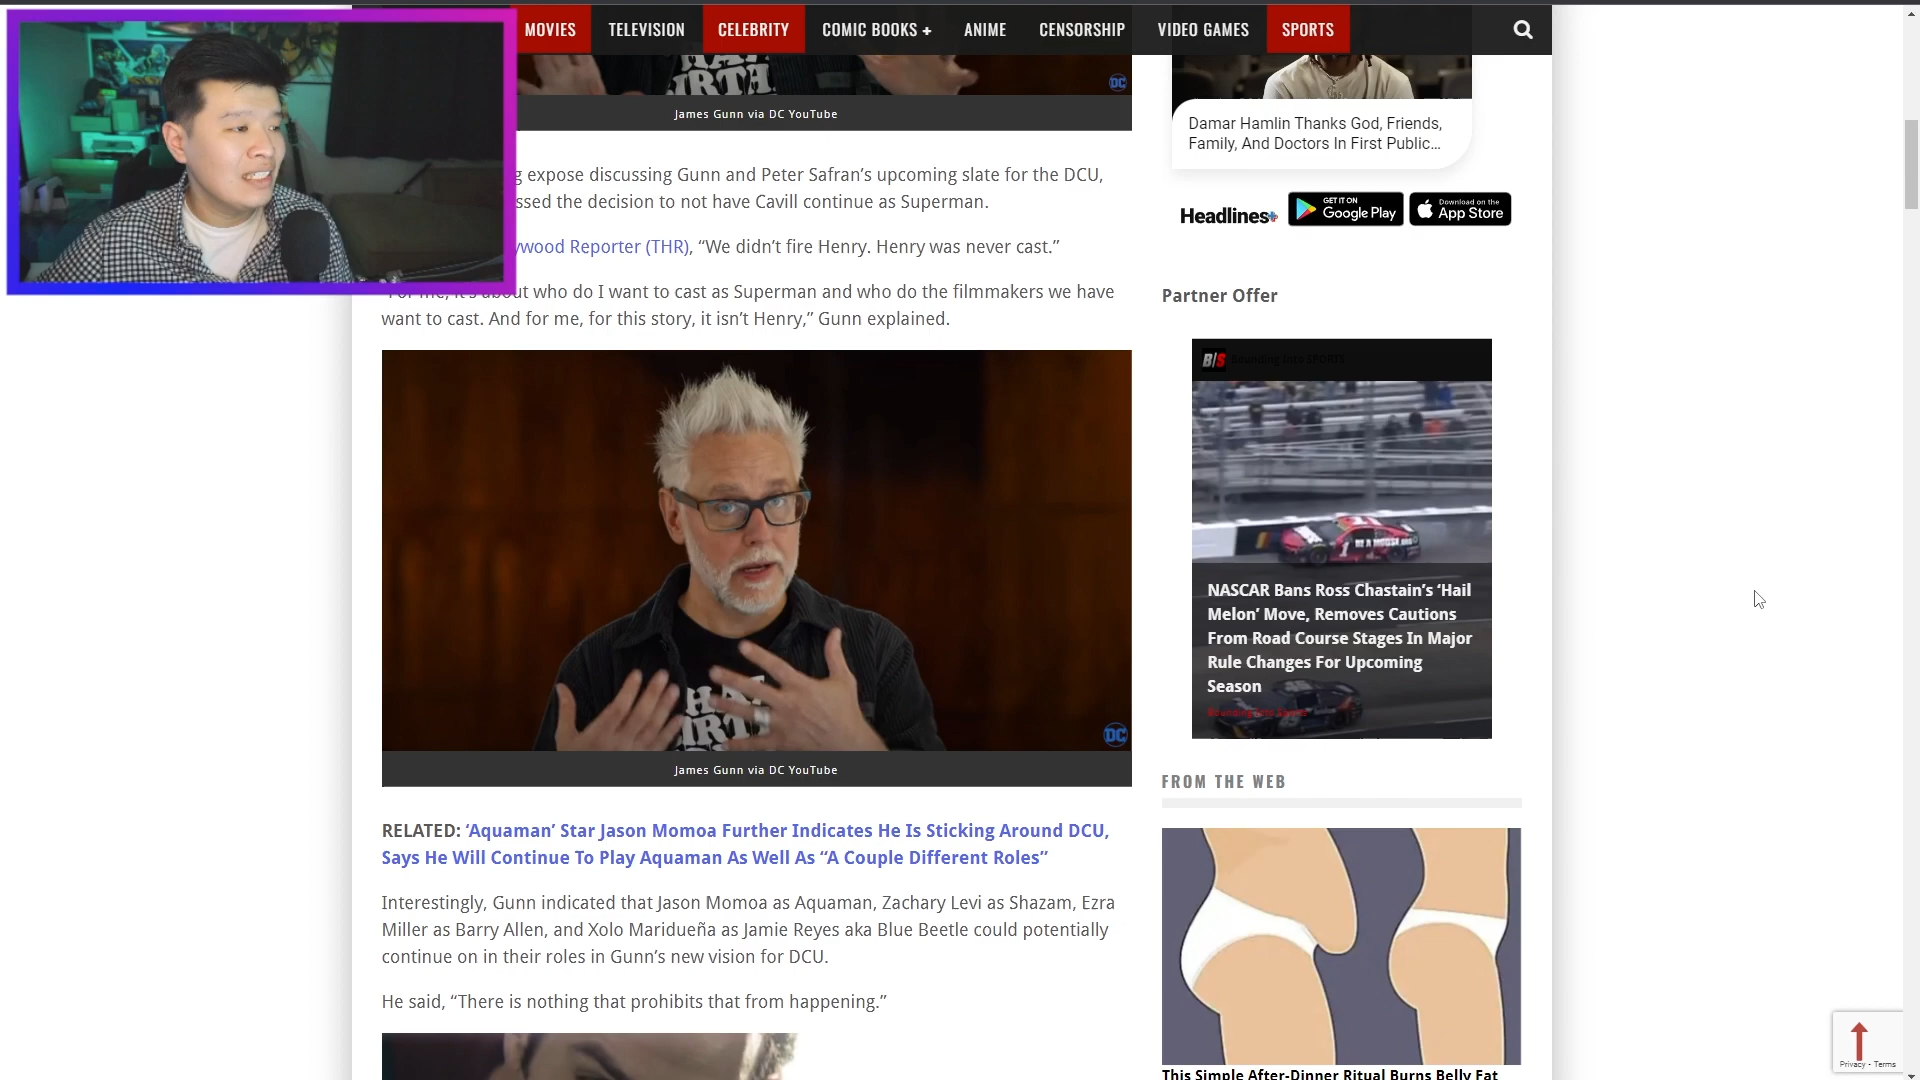 MOVIES TELEVISION CELEBRITY COMIC BOOKS + ANIME CENSORSHIP VIDEO GAMES SPORTS
DC
James Gunn via DC YouTube
expose discussing Gunn and Peter Safran’s upcoming slate for the DCU,
the decision to not have Cavill continue as Superman.
Reporter (THR), “We didn’t fire Henry. Henry was never cast.”
who do I want to cast as Superman and who do the filmmakers we have
want to cast. And for me, for this story, it isn’t Henry,” Gunn explained.
DC
James Gunn via DC YouTube
RELATED: ‘Aquaman’ Star Jason Momoa Further Indicates He Is Sticking Around DCU,
Says He Will Continue To Play Aquaman As Well As “A Couple Different Roles”
Interestingly, Gunn indicated that Jason Momoa as Aquaman, Zachary Levi as Shazam, Ezra
Miller as Barry Allen, and Xolo Maridueña as Jamie Reyes aka Blue Beetle could potentially
continue on in their roles in Gunn’s new vision for DCU.
He said, “There is nothing that prohibits that from happening.”
Damar Hamlin Thanks God, Friends,
Family, And Doctors In First Public...
Headlines+
GET IT ON
Google Play
Download on the
App Store
Partner Offer
B/S Bounding Into SPORTS
NASCAR Bans Ross Chastain’s ‘Hail
Melon’ Move, Removes Cautions
From Road Course Stages In Major
Rule Changes For Upcoming
Season
Bounding Into Sports
FROM THE WEB
This Simple After-Dinner Ritual Burns Belly Fat
Privacy - Terms